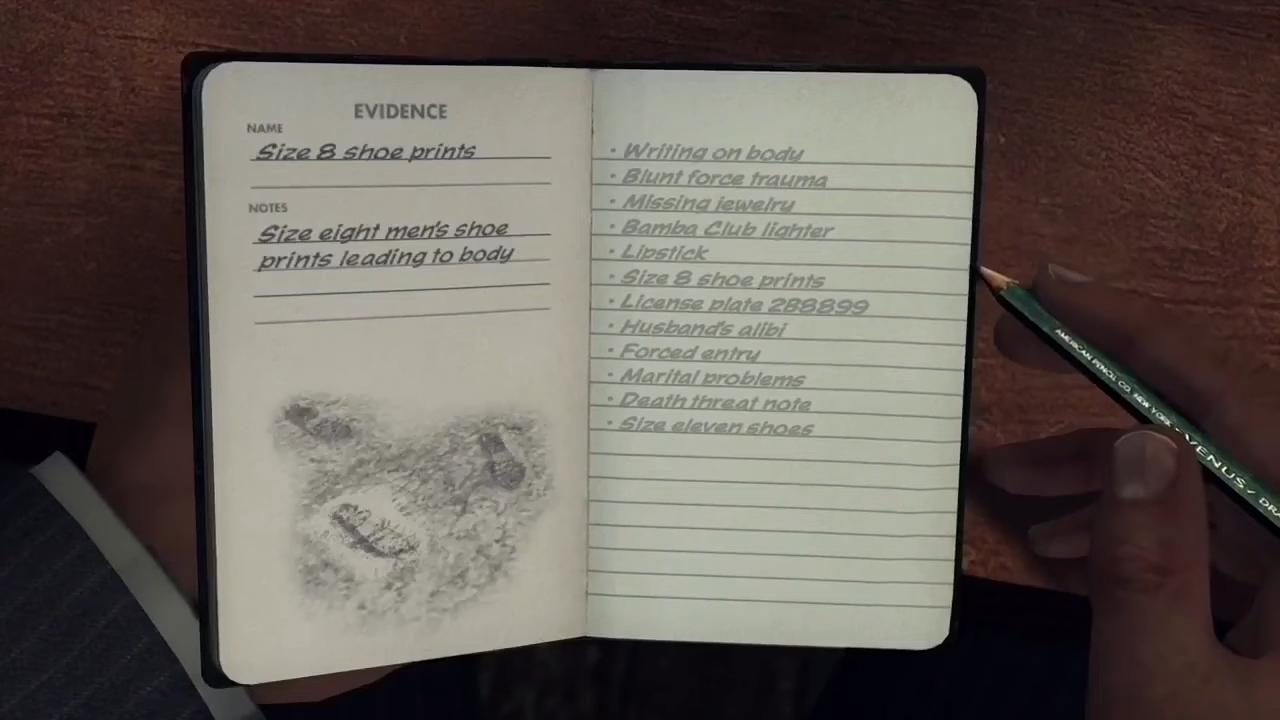 EVIDENCE
NAME
Size 8 shoe prints
NOTES
Size eight men's shoe
prints leading to body
• Writing on body
• Blunt force trauma
• Missing jewelry
• Bamba Club lighter
• Lipstick
• Size 8 shoe prints
• License plate 2B8899
• Husband's alibi
• Forced entry
• Marital problems
• Death threat note
• Size eleven shoes
AMERICAN PENCIL CO. NEW YORK
VENUS